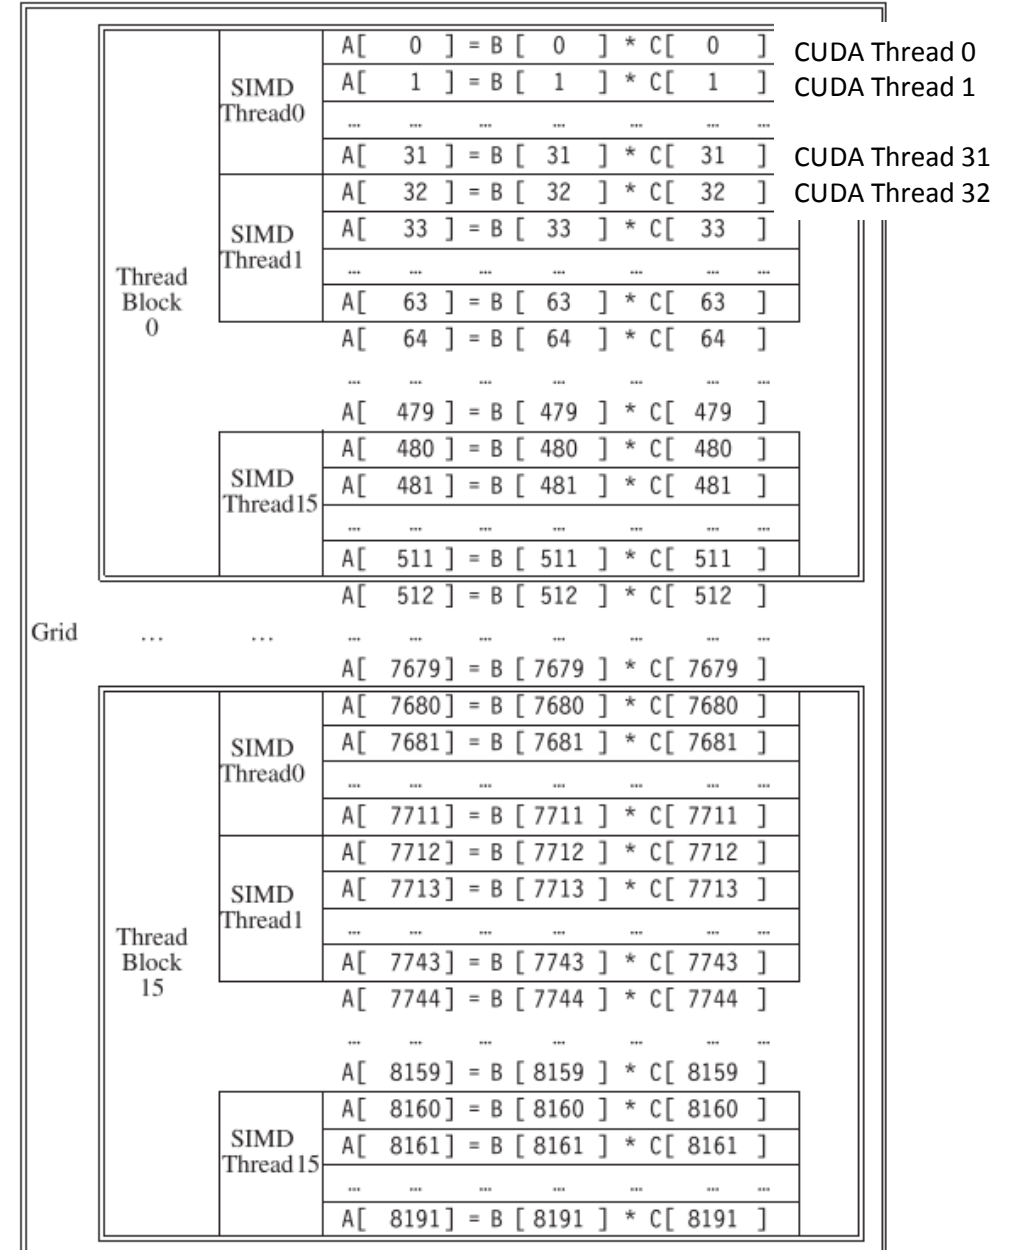 A[ 0 ] = B [ 0 ] * C[ 0 ] CUDA Thread 0
SIMD
Thread0
A[ 1 ] = B [ 1 ] * C[ 1 ] CUDA Thread 1
... ... ... ... ... ... ...
A[ 31 ] = B [ 31 ] * C[ 31 ] CUDA Thread 31
A[ 32 ] = B [ 32 ] * C[ 32 ] CUDA Thread 32
SIMD
Thread1
A[ 33 ] = B [ 33 ] * C[ 33 ]
... ... ... ... ... ... ...
Thread
Block
0
A[ 63 ] = B [ 63 ] * C[ 63 ]
A[ 64 ] = B [ 64 ] * C[ 64 ]
... ... ... ... ... ... ...
A[ 479 ] = B [ 479 ] * C[ 479 ]
A[ 480 ] = B [ 480 ] * C[ 480 ]
SIMD
Thread15
A[ 481 ] = B [ 481 ] * C[ 481 ]
... ... ... ... ... ... ...
A[ 511 ] = B [ 511 ] * C[ 511 ]
A[ 512 ] = B [ 512 ] * C[ 512 ]
Grid ... ... ... ... ... ... ... ... ...
A[ 7679] = B [ 7679 ] * C[ 7679 ]
A[ 7680] = B [ 7680 ] * C[ 7680 ]
SIMD
Thread0
A[ 7681] = B [ 7681 ] * C[ 7681 ]
... ... ... ... ... ... ...
A[ 7711] = B [ 7711 ] * C[ 7711 ]
A[ 7712] = B [ 7712 ] * C[ 7712 ]
SIMD
Thread1
A[ 7713] = B [ 7713 ] * C[ 7713 ]
... ... ... ... ... ... ...
Thread
Block
15
A[ 7743] = B [ 7743 ] * C[ 7743 ]
A[ 7744] = B [ 7744 ] * C[ 7744 ]
... ... ... ... ... ... ...
A[ 8159] = B [ 8159 ] * C[ 8159 ]
A[ 8160] = B [ 8160 ] * C[ 8160 ]
SIMD
Thread15
A[ 8161] = B [ 8161 ] * C[ 8161 ]
... ... ... ... ... ... ...
A[ 8191] = B [ 8191 ] * C[ 8191 ]